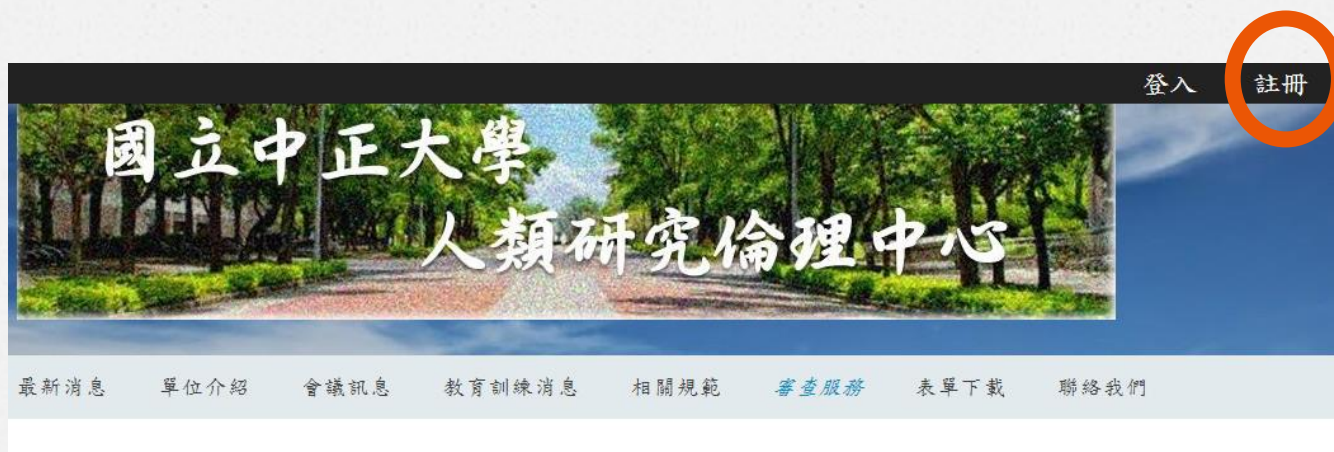 登入 註冊
國立中正大學
人類研究倫理中心
最新消息 單位介紹 會議訊息 教育訓練消息 相關規範 審查服務 表單下載 聯絡我們